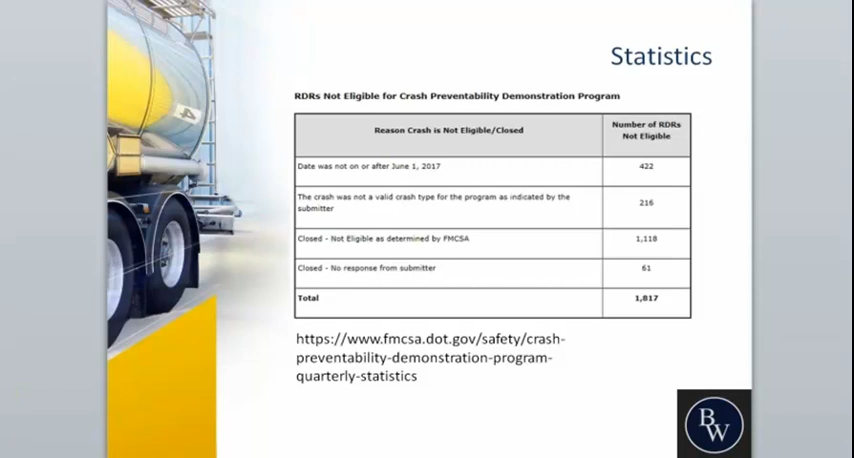 Statistics
RDRs Not Eligible for Crash Preventability Demonstration Program
Reason Crash is Not Eligible/Closed
Number of RDRs
Not Eligible
Date was not on or after June 1, 2017
422
The crash was not a valid crash type for the program as indicated by the
submitter
216
Closed - Not Eligible as determined by FMCSA
1,118
Closed - No response from submitter
61
Total
1,817
https://www.fmcsa.dot.gov/safety/crash-
preventability-demonstration-program-
quarterly-statistics
4
BW